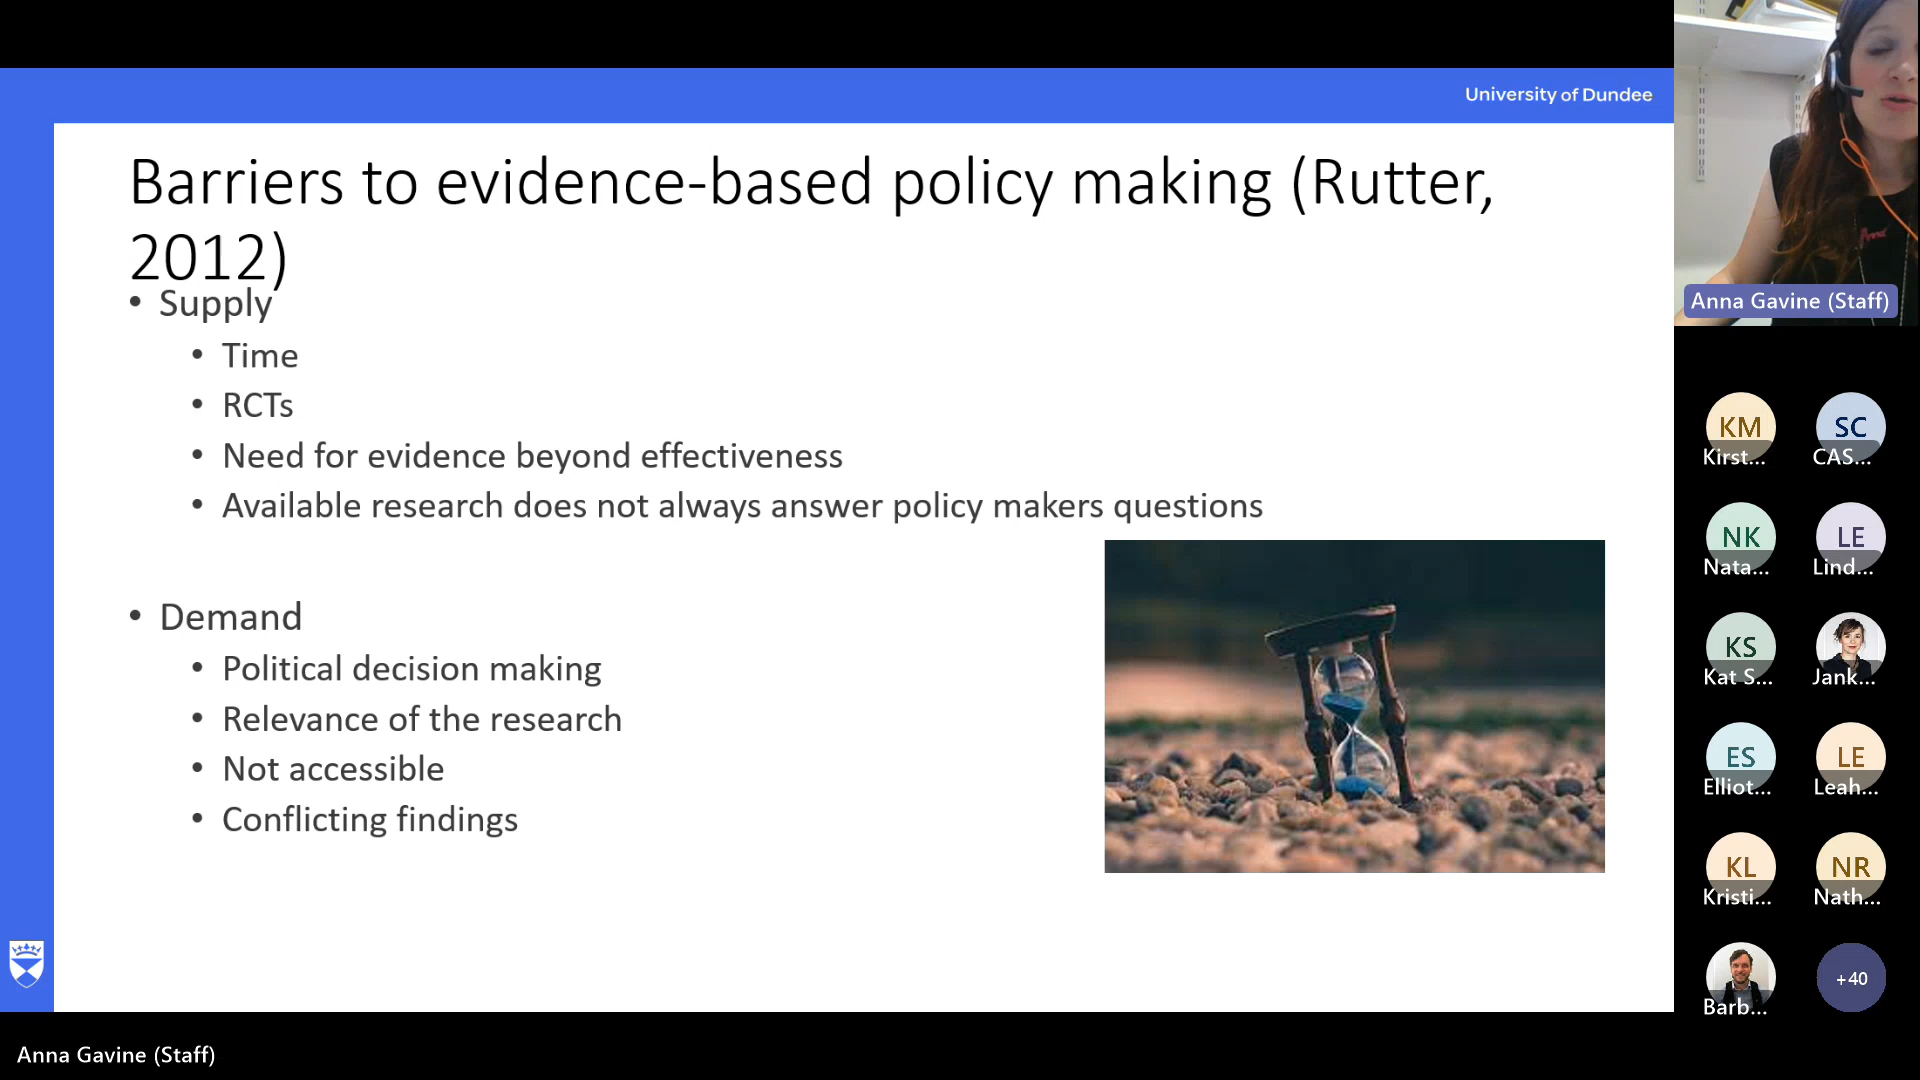 University of Dundee
Barriers to evidence-based policy making (Rutter,
2012)
• Supply
• Time
• RCTs
• Need for evidence beyond effectiveness
• Available research does not always answer policy makers questions
• Demand
• Political decision making
• Relevance of the research
• Not accessible
• Conflicting findings
Anna Gavine (Staff)
KM
Kirst...
SC
CAS...
NK
Nata...
LE
Lind...
KS
Kat S...
Jank...
ES
Elliot...
LE
Leah...
KL
Kristi...
NR
Nath...
Barb...
+40
Anna Gavine (Staff)